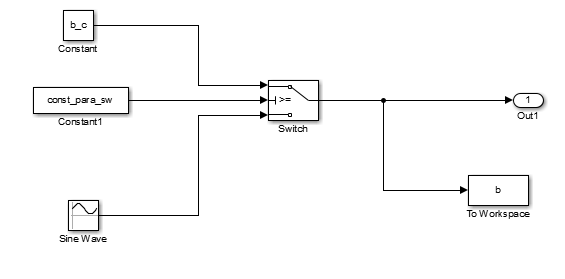 b_c
Constant
const_para_sw
Constant1
>=
Switch
1
Out1
b
To Workspace
Sine Wave